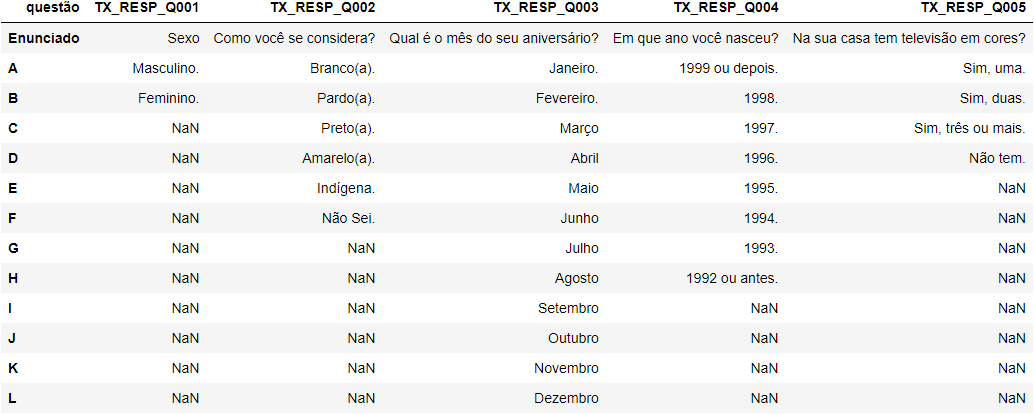 questão TX_RESP_Q001 TX_RESP_Q002 TX_RESP_Q003 TX_RESP_Q004 TX_RESP_Q005
Enunciado Sexo Como você se considera? Qual é o mês do seu aniversário? Em que ano você nasceu? Na sua casa tem televisão em cores?
A Masculino. Branco(a). Janeiro. 1999 ou depois. Sim, uma.
B Feminino. Pardo(a). Fevereiro. 1998. Sim, duas.
C NaN Preto(a). Março 1997. Sim, três ou mais.
D NaN Amarelo(a). Abril 1996. Não tem.
E NaN Indígena. Maio 1995. NaN
F NaN Não Sei. Junho 1994. NaN
G NaN NaN Julho 1993. NaN
H NaN NaN Agosto 1992 ou antes. NaN
I NaN NaN Setembro NaN NaN
J NaN NaN Outubro NaN NaN
K NaN NaN Novembro NaN NaN
L NaN NaN Dezembro NaN NaN